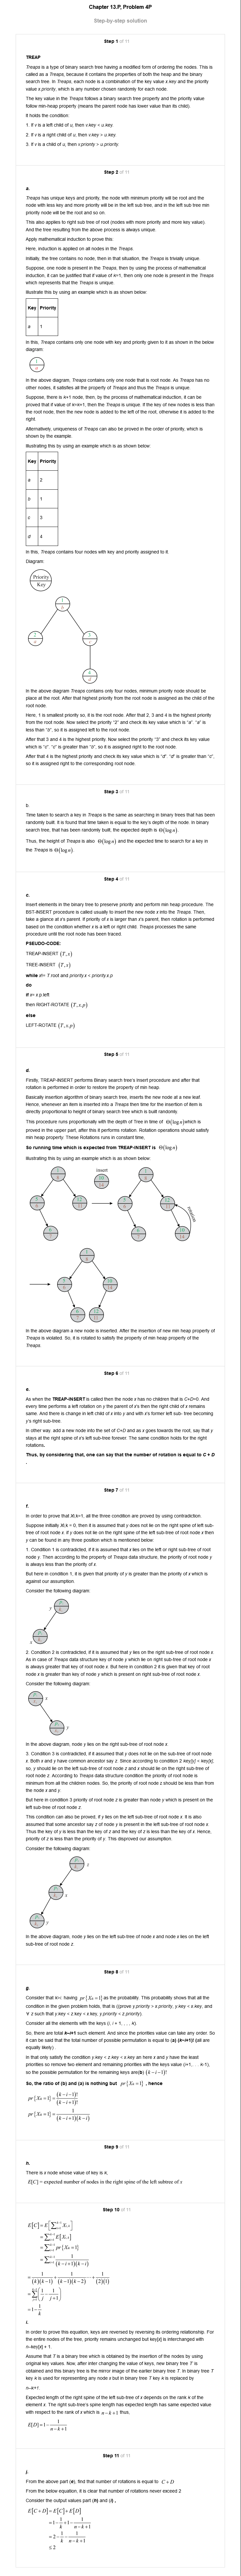 Chapter 13.P, Problem 4P
Step-by-step solution
Step 1 of 11
TREAP
Treaps is a type of binary search tree having a modified form of ordering the nodes. This is
called as a Treaps, because it contains the properties of both the heap and the binary
search tree. In Treaps, each node is a combination of the key value x.key and the priority
value x.priority, which is any number chosen randomly for each node.
The key value in the Treaps follows a binary search tree property and the priority value
follow min-heap property (means the parent node has lower value than its child).
It holds the condition:
1. If v is a left child of u, then v.key < u.key.
2. If v is a right child of u, then v.key > u.key.
3. If v is a child of u, then v.priority > u.priority.
Step 2 of 11
a.
Treaps has unique keys and priority, the node with minimum priority will be root and the
node with less key and more priority will be in the left sub tree, and in the left sub tree min
priority node will be the root and so on.
This also applies to right sub tree of root (nodes with more priority and more key value).
And the tree resulting from the above process is always unique.
Apply mathematical induction to prove this:
Here, induction is applied on all nodes in the Treaps.
Initially, the tree contains no node, then in that situation, the Treaps is trivially unique.
Suppose, one node is present in the Treaps, then by using the process of mathematical
induction, it can be justified that if value of k=1, then only one node is present in the Treaps
which represents that the Treaps is unique.
Illustrate this by using an example which is as shown below:
Key Priority
a 1
In this, Treaps contains only one node with key and priority given to it as shown in the below
diagram:
1
a
In the above diagram, Treaps contains only one node that is root node. As Treaps has no
other nodes, it satisfies all the property of Treaps and thus the Treaps is unique.
Suppose, there is k+1 node, then, by the process of mathematical induction, it can be
proved that if value of n=k+1, then the Treaps is unique. If the key of new nodes is less than
the root node, then the new node is added to the left of the root, otherwise it is added to the
right.
Alternatively, uniqueness of Treaps can also be proved in the order of priority, which is
shown by the example.
Illustrating this by using an example which is as shown below:
Key Priority
a 2
b 1
c 3
d 4
In this, Treaps contains four nodes with key and priority assigned to it.
Diagram:
Priority
Key
1
b
2
a
3
c
4
d
In the above diagram Treaps contains only four nodes, minimum priority node should be
place at the root. After that highest priority from the root node is assigned as the child of the
root node.
Here, 1 is smallest priority so, it is the root node. After that 2, 3 and 4 is the highest priority
from the root node. Now select the priority "2" and check its key value which is "a". "a" is
less than "b", so it is assigned left to the root node.
After that 3 and 4 is the highest priority. Now select the priority "3" and check its key value
which is "c". "c" is greater than "b", so it is assigned right to the root node.
After that 4 is the highest priority and check its key value which is "d". "d" is greater than "c",
so it is assigned right to the corresponding root node.
Step 3 of 11
b.
Time taken to search a key in Treaps is the same as searching in binary trees that has been
randomly built. It is found that time taken is equal to the key's depth of the node. In binary
search tree, that has been randomly built, the expected depth is Θ(log n).
Thus, the height of Treaps is also Θ(log n) and the expected time to search for a key in
the Treaps is Θ(log n).
Step 4 of 11
c.
Insert elements in the binary tree to preserve priority and perform min heap procedure. The
BST-INSERT procedure is called usually to insert the new node x into the Treaps. Then,
take a glance at x's parent. If priority of x is larger than x's parent, then rotation is performed
based on the condition whether x is a left or right child. Treaps processes the same
procedure until the root node has been traced.
PSEUDO-CODE:
TREAP-INSERT (T,x)
TREE-INSERT (T,x)
while x!= T.root and priority.x < priority.x.p
do
if x= x.p.left
then RIGHT-ROTATE (T,x.p)
else
LEFT-ROTATE (T,x.p)
Step 5 of 11
d.
Firstly, TREAP-INSERT performs Binary search tree's Insert procedure and after that
rotation is performed in order to restore the property of min heap.
Basically insertion algorithm of binary search tree, inserts the new node at a new leaf.
Hence, whenever an item is inserted into a Treaps then time for the insertion of item is
directly proportional to height of binary search tree which is built randomly.
This procedure runs proportionally with depth of Tree in time of Θ(log n) which is
proved in the upper part, after this it performs rotation. Rotation operations should satisfy
min heap property. These Rotations runs in constant time.
So running time which is expected from TREAP-INSERT is Θ(log n)
Illustrating this by using an example which is as shown below:
insert
rotation
In the above diagram a new node is inserted. After the insertion of new min heap property of
Treaps is violated. So, it is rotated to satisfy the property of min heap property of the
Treaps.
Step 6 of 11
e.
As when the TREAP-INSERT is called then the node x has no children that is C+D=0. And
every time performs a left rotation on y the parent of x's then the right child of x remains
same. And there is change in left child of x into y and with x's former left sub- tree becoming
y's right sub-tree.
In other way, add a new node into the set of C+D and as x goes towards the root, say that y
stays at the right spine of x's left sub-tree. The same condition holds for the right
rotations.
Thus, by considering that, one can say that the number of rotation is equal to C + D
.
Step 7 of 11
f.
In order to prove that Xi,k=1, all the three condition are proved by using contradiction.
Suppose initially Xi,k = 0, then it is assumed that y does not lie on the right spine of left sub-
tree of root node x. If y does not lie on the right spine of the left sub-tree of root node x then
y can be found in any three position which is mentioned below:
1. Condition 1 is contradicted, if it is assumed that x lies on the left or right sub-tree of root
node y. Then according to the property of Treaps data structure, the priority of root node y
is always less than the priority of x.
But here in condition 1, it is given that priority of y is greater than the priority of x which is
against our assumption.
Consider the following diagram:
y
x
2. Condition 2 is contradicted, if it is assumed that y lies on the right sub-tree of root node x.
As in case of Treaps data structure key of node y which lie on right sub-tree of root node x
is always greater that key of root node x. But here in condition 2 it is given that key of root
node x is greater than key of node y which is present on right sub-tree of root node x.
Consider the following diagram:
x
y
In the above diagram, node y lies on the right sub-tree of root node x.
3. Condition 3 is contradicted, if it is assumed that y does not lie on the sub-tree of root node
x. Both x and y have common ancestor say z. Since according to condition 2 key[y] < key[x],
so, y should lie on the left sub-tree of root node z and x should lie on the right sub-tree of
root node z. According to Treaps data structure condition the priority of root node is
minimum from all the children nodes. So, the priority of root node z should be less than from
the node x and y.
But here in condition 3 priority of root node z is greater than node y which is present on the
left sub-tree of root node z.
This condition can also be proved, if y lies on the left sub-tree of root node x. It is also
assumed that some ancestor say z of node y is present in the left sub-tree of root node x.
Thus the key of y is less than the key of z and the key of z is less than the key of x. Hence,
priority of z is less than the priority of y. This disproved our assumption.
Consider the following diagram:
z
x
y
In the above diagram, node y lies on the left sub-tree of node x and node x lies on the left
sub-tree of root node z.
Step 8 of 11
g.
Consider that k>i having pr[Xik = 1] as the probability. This probability shows that all the
condition in the given problem holds, that is ((prove y.priority > x.priority, y.key < x.key, and
∀ z such that y.key < z.key < x.key, y.priority < z.priority).
Consider all the elements with the keys (i, i + 1, . . , k).
So, there are total k–i+1 such element. And since the priorities value can take any order. So
it can be said that the total number of possible permutation is equal to (a) (k–i+1)! (all are
equally likely).
In that only satisfy the condition y.key < z.key < x.key as here x and y have the least
priorities so remove two element and remaining priorities with the keys value (i+1, . . . k-1),
so the possible permutation for the remaining keys are(b) (k−i−1)!
So, the ratio of (b) and (a) is nothing but pr[Xik = 1], hence
pr[Xik = 1] = (k−i−1)! / (k−i+1)!
pr[Xik = 1] = 1 / (k−i+1)(k−i)
Step 9 of 11
h.
There is x node whose value of key is k.
E[C] = expected number of nodes in the right spine of the left subtree of x
Step 10 of 11
E[C] = E[∑ Xi,k]
= ∑ E[Xi,k]
= ∑ pr[Xik = 1]
= ∑ 1 / (k−i+1)(k−i)
= 1/(k)(k−1) + 1/(k−1)(k−2) + ... + 1/(2)(1)
= ∑ (1/j − 1/(j+1))
= 1 − 1/k
i.
In order to prove this equation, keys are reversed by reversing its ordering relationship. For
the entire nodes of the tree, priority remains unchanged but key[x] is interchanged with
n–key[x] + 1.
Assume that T is a binary tree which is obtained by the insertion of the nodes by using
original key values. Now, after inter changing the value of keys, new binary tree T' is
obtained and this binary tree is the mirror image of the earlier binary tree T. In binary tree T
key k is used for representing any node x but in binary tree T' key k is replaced by
n–k+1.
Expected length of the right spine of the left sub-tree of x depends on the rank k of the
element x. The right sub-tree's spine length has expected length has same expected value
with respect to the rank of x which is n−k+1 thus,
E[D] = 1 − 1/(n−k+1)
Step 11 of 11
j.
From the above part (e), find that number of rotations is equal to C+D
From the below equation, it is clear that number of rotations never exceed 2.
Consider the output values part (h) and (i).,
E[C+D] = E[C] + E[D]
= 1 − 1/k + 1 − 1/(n−k+1)
= 2 − 1/k − 1/(n−k+1)
≤ 2